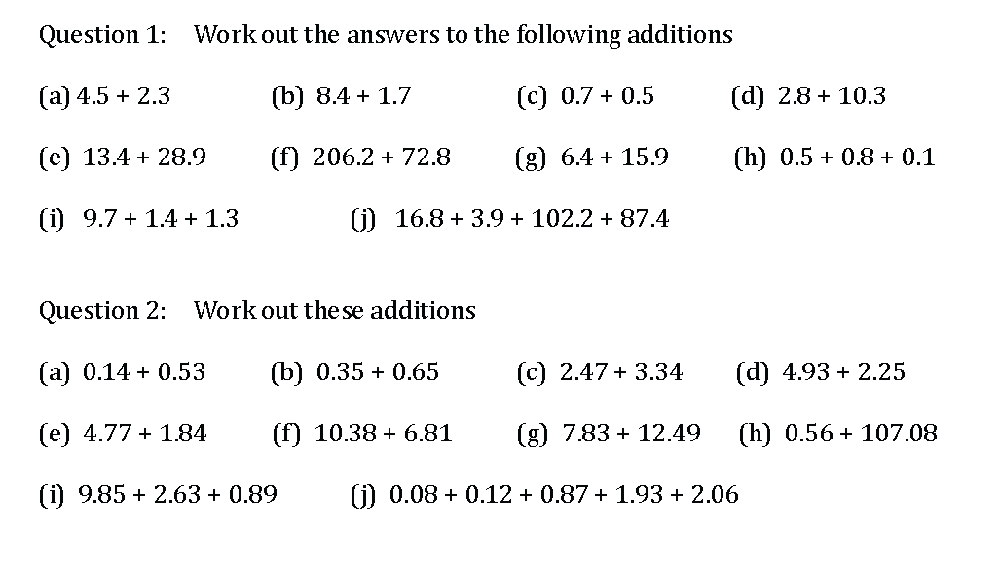 Question 1: Work out the answers to the following additions
(a) 4.5 + 2.3 (b) 8.4 + 1.7 (c) 0.7 + 0.5 (d) 2.8 + 10.3
(e) 13.4 + 28.9 (f) 206.2 + 72.8 (g) 6.4 + 15.9 (h) 0.5 + 0.8 + 0.1
(i) 9.7 + 1.4 + 1.3 (j) 16.8 + 3.9 + 102.2 + 87.4
Question 2: Work out these additions
(a) 0.14 + 0.53 (b) 0.35 + 0.65 (c) 2.47 + 3.34 (d) 4.93 + 2.25
(e) 4.77 + 1.84 (f) 10.38 + 6.81 (g) 7.83 + 12.49 (h) 0.56 + 107.08
(i) 9.85 + 2.63 + 0.89 (j) 0.08 + 0.12 + 0.87 + 1.93 + 2.06